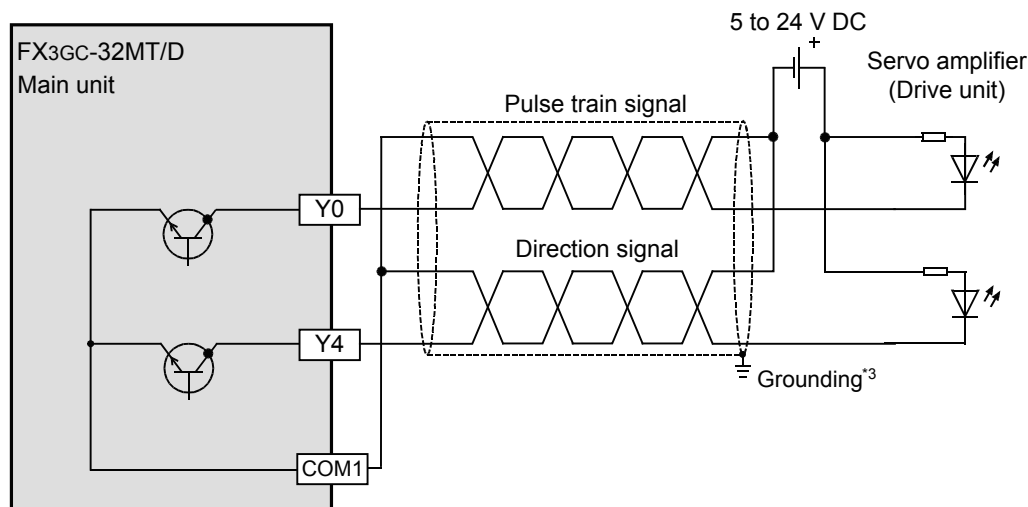 FX3GC-32MT/D
Main unit
5 to 24 V DC
+
Servo amplifier
(Drive unit)
Pulse train signal
Y0
Direction signal
Y4
Grounding*3
COM1